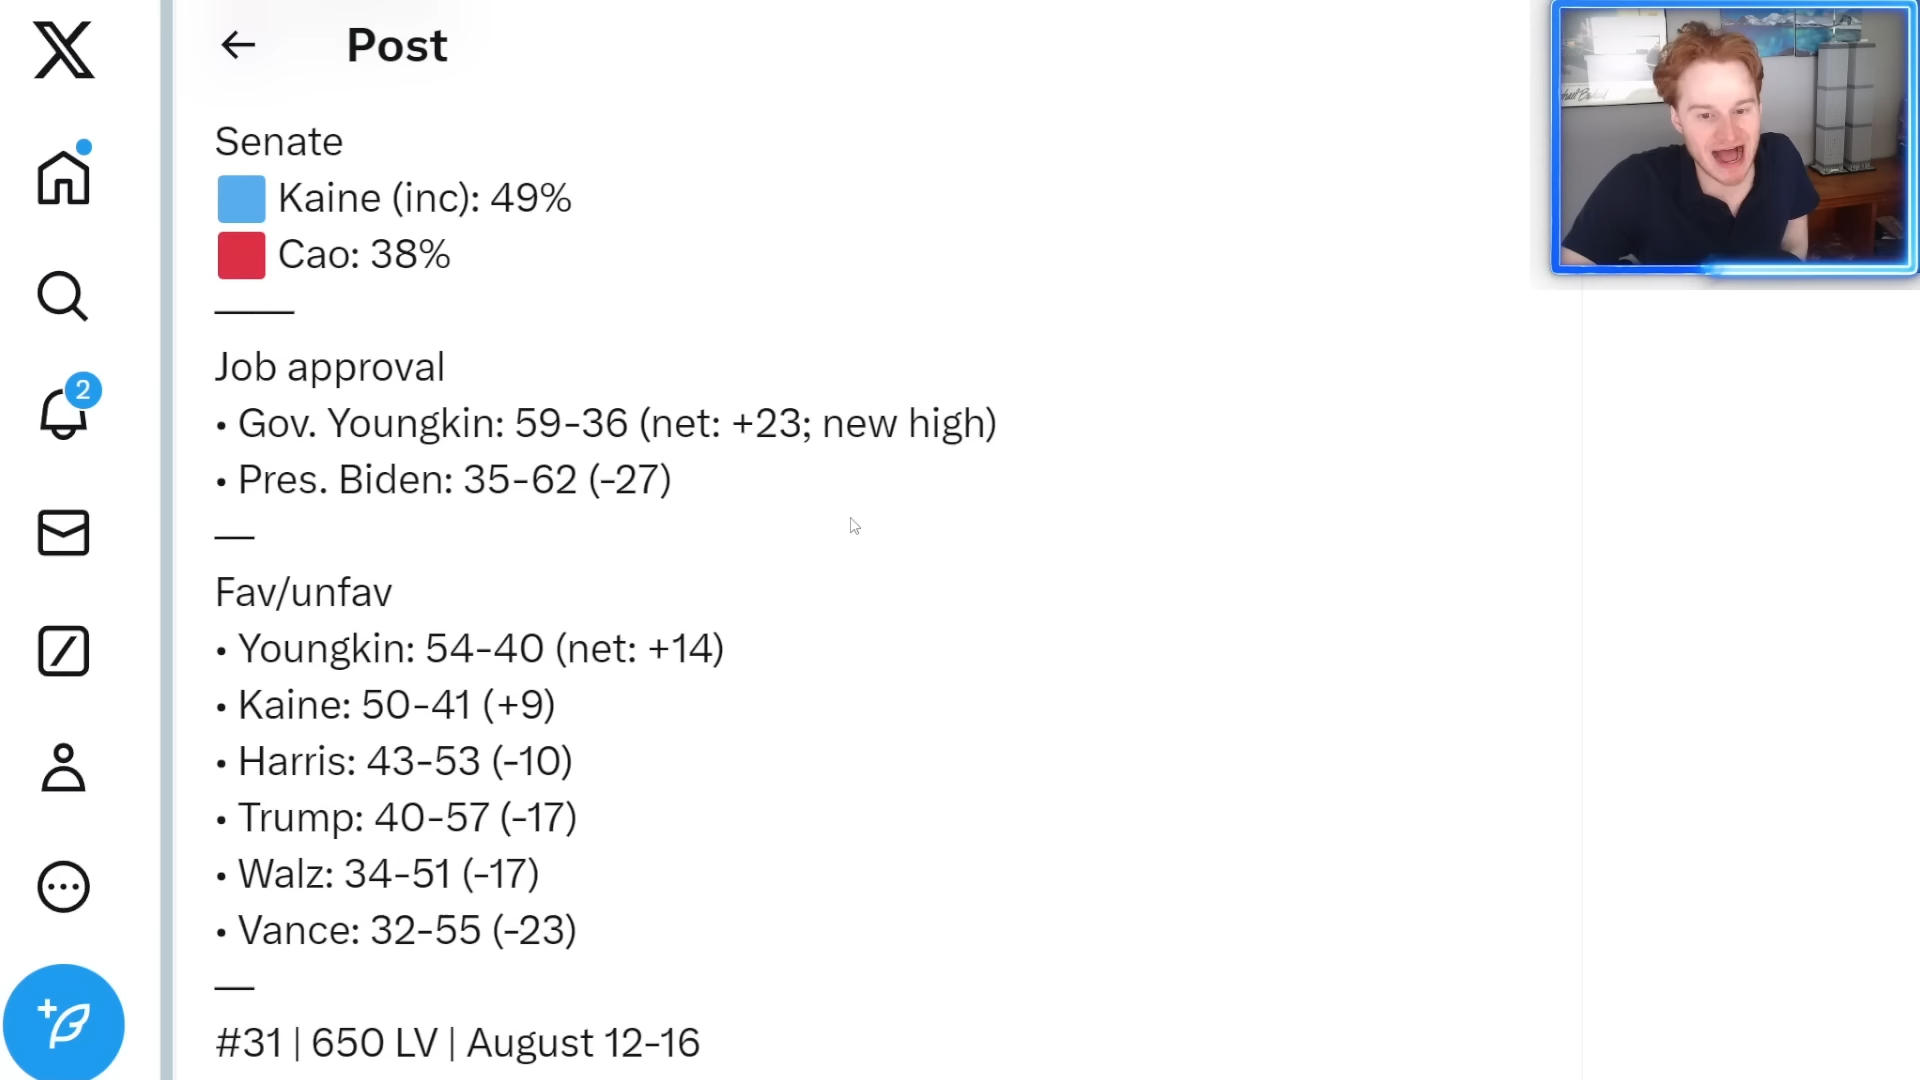 Post
Senate
Kaine (inc): 49%
Cao: 38%
Job approval
• Gov. Youngkin: 59-36 (net: +23; new high)
• Pres. Biden: 35-62 (-27)
2
Fav/unfav
• Youngkin: 54-40 (net: +14)
• Kaine: 50-41 (+9)
• Harris: 43-53 (-10)
• Trump: 40-57 (-17)
• Walz: 34-51 (-17)
• Vance: 32-55 (-23)
#31 | 650 LV | August 12-16